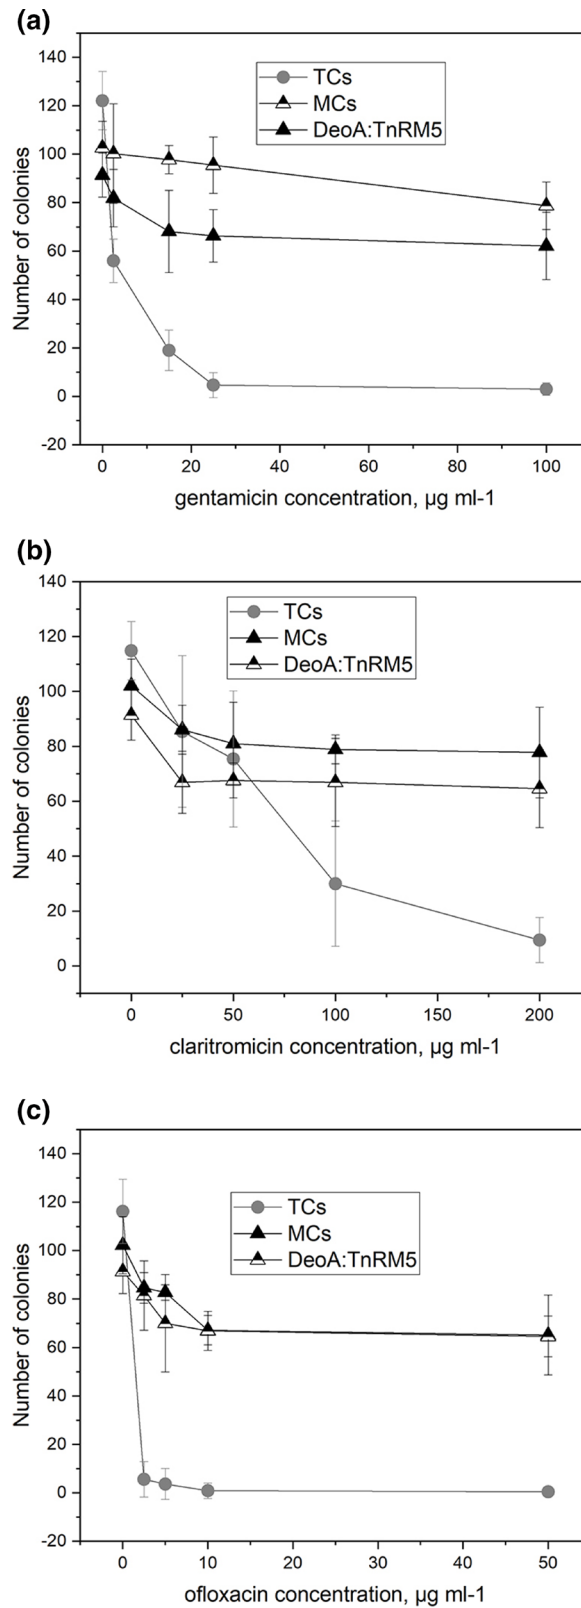 (a)
140
120
100
80
60
40
20
0
-20
Number of colonies
TCs
MCs
DeoA:TnRM5
0 20 40 60 80 100
gentamicin concentration, µg ml-1
(b)
140
120
100
80
60
40
20
0
Number of colonies
TCs
MCs
DeoA:TnRM5
0 50 100 150 200
claritromicin concentration, µg ml-1
(c)
140
120
100
80
60
40
20
0
-20
Number of colonies
TCs
MCs
DeoA:TnRM5
0 10 20 30 40 50
ofloxacin concentration, µg ml-1